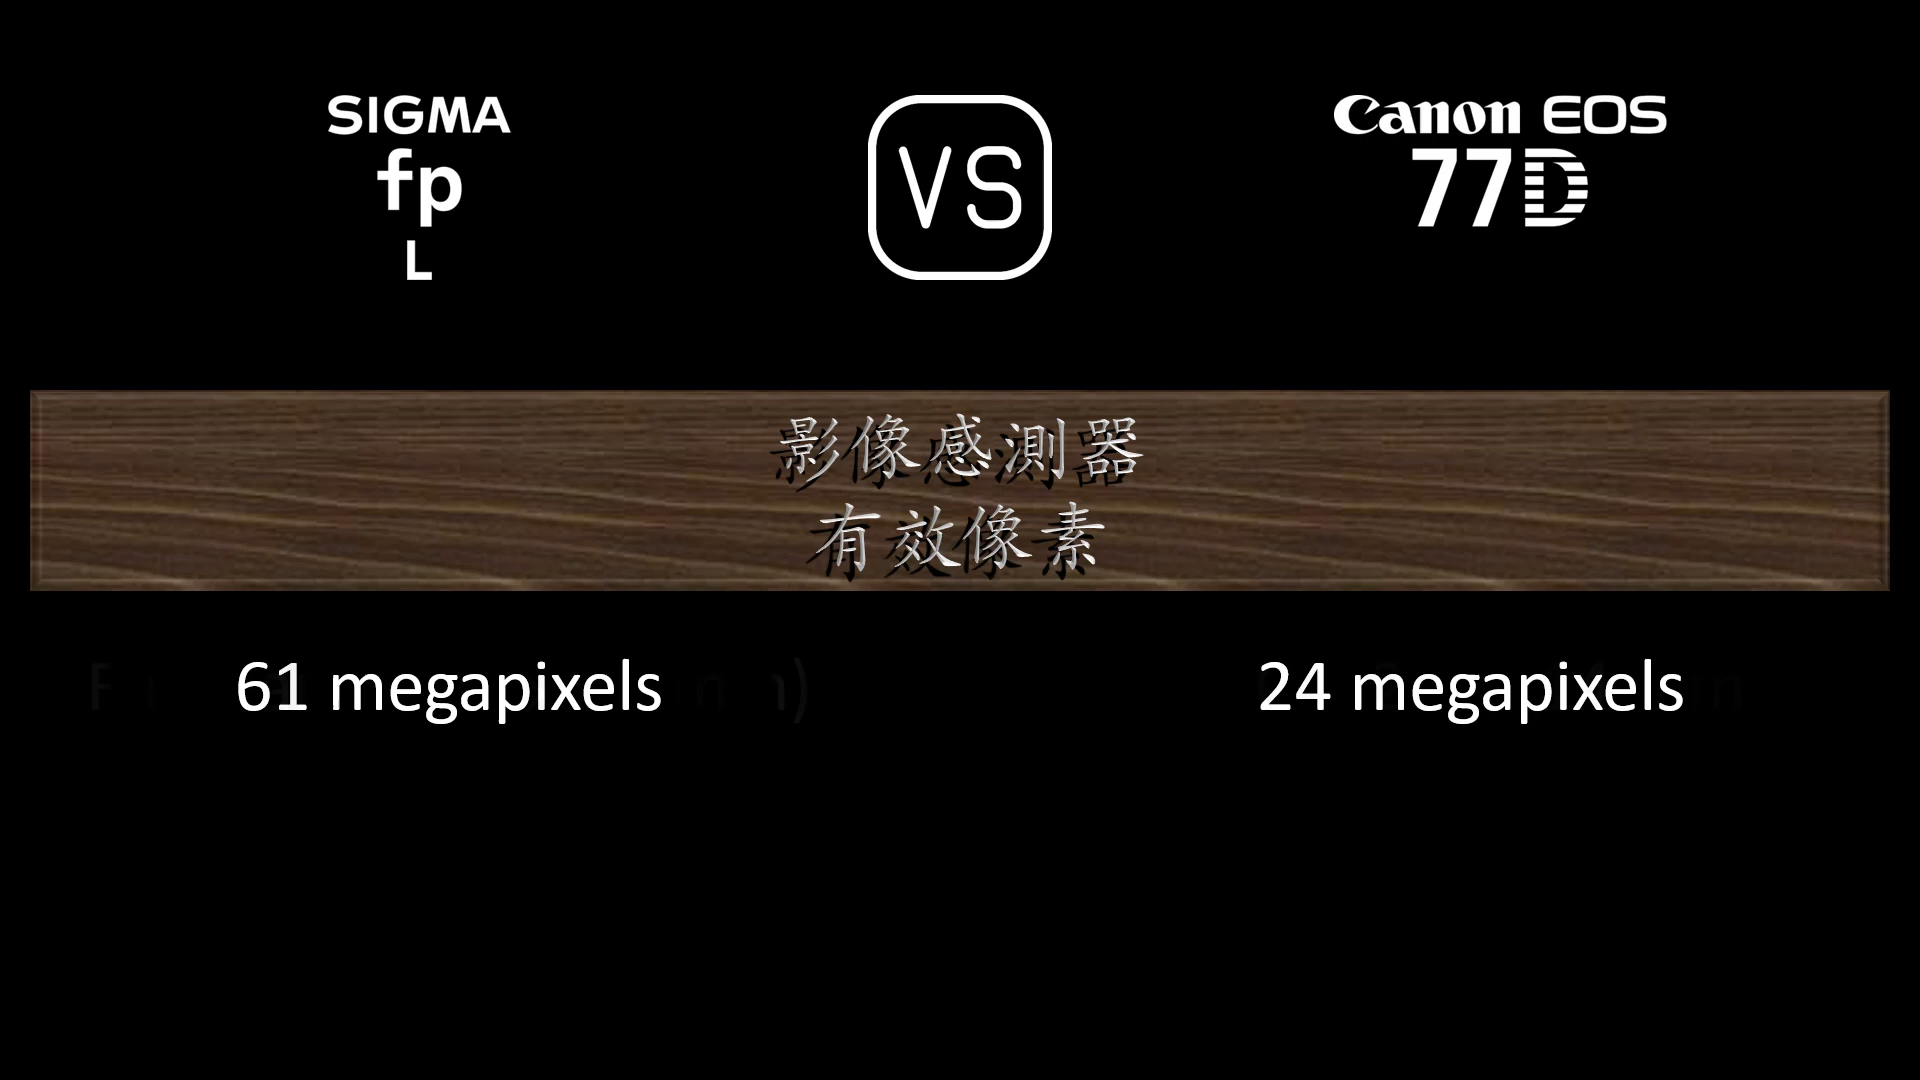 SIGMA
fp
L
VS
Canon EOS
77D
影像感測器
有效像素
61 megapixels
24 megapixels